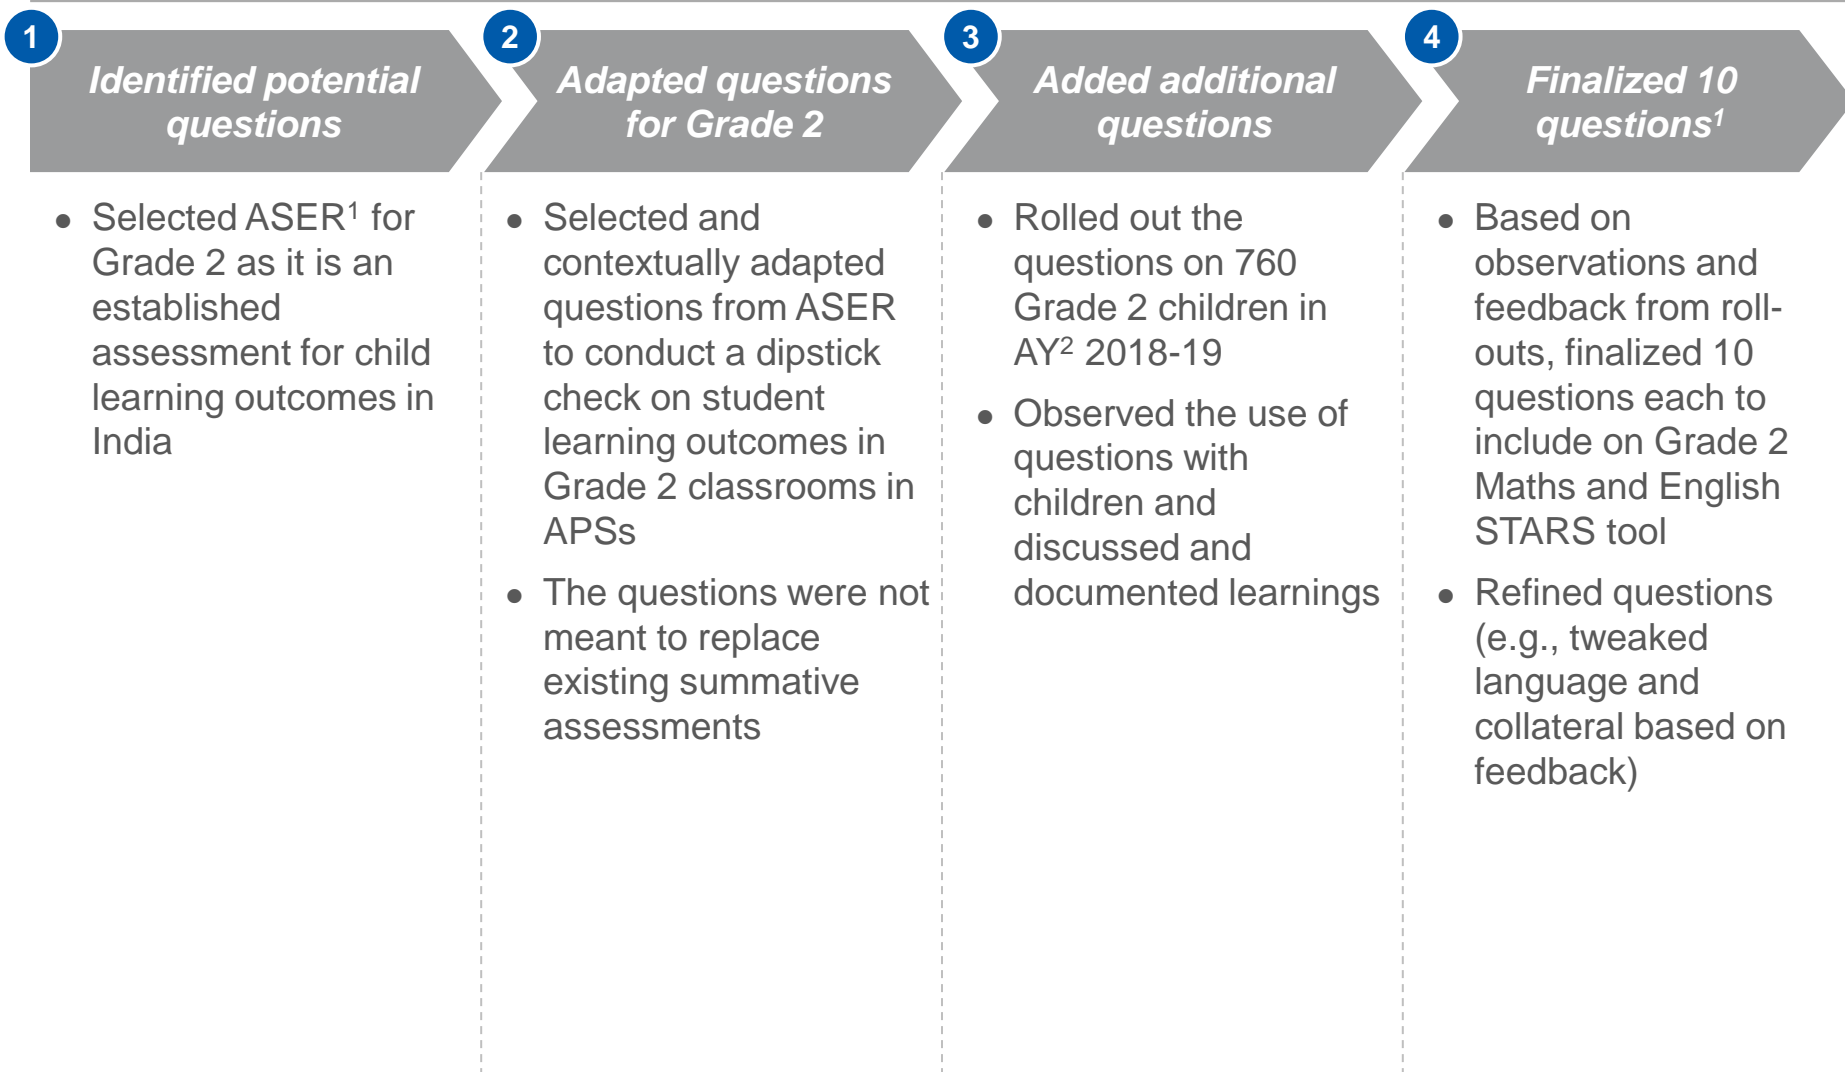 1
Identified potential
questions
2
Adapted questions
for Grade 2
3
Added additional
questions
4
Finalized 10
questions1
● Selected ASER1 for
Grade 2 as it is an
established
assessment for child
learning outcomes in
India
● Selected and
contextually adapted
questions from ASER
to conduct a dipstick
check on student
learning outcomes in
Grade 2 classrooms in
APSs
● The questions were not
meant to replace
existing summative
assessments
● Rolled out the
questions on 760
Grade 2 children in
AY2 2018-19
● Observed the use of
questions with
children and
discussed and
documented learnings
● Based on
observations and
feedback from roll-
outs, finalized 10
questions each to
include on Grade 2
Maths and English
STARS tool
● Refined questions
(e.g., tweaked
language and
collateral based on
feedback)